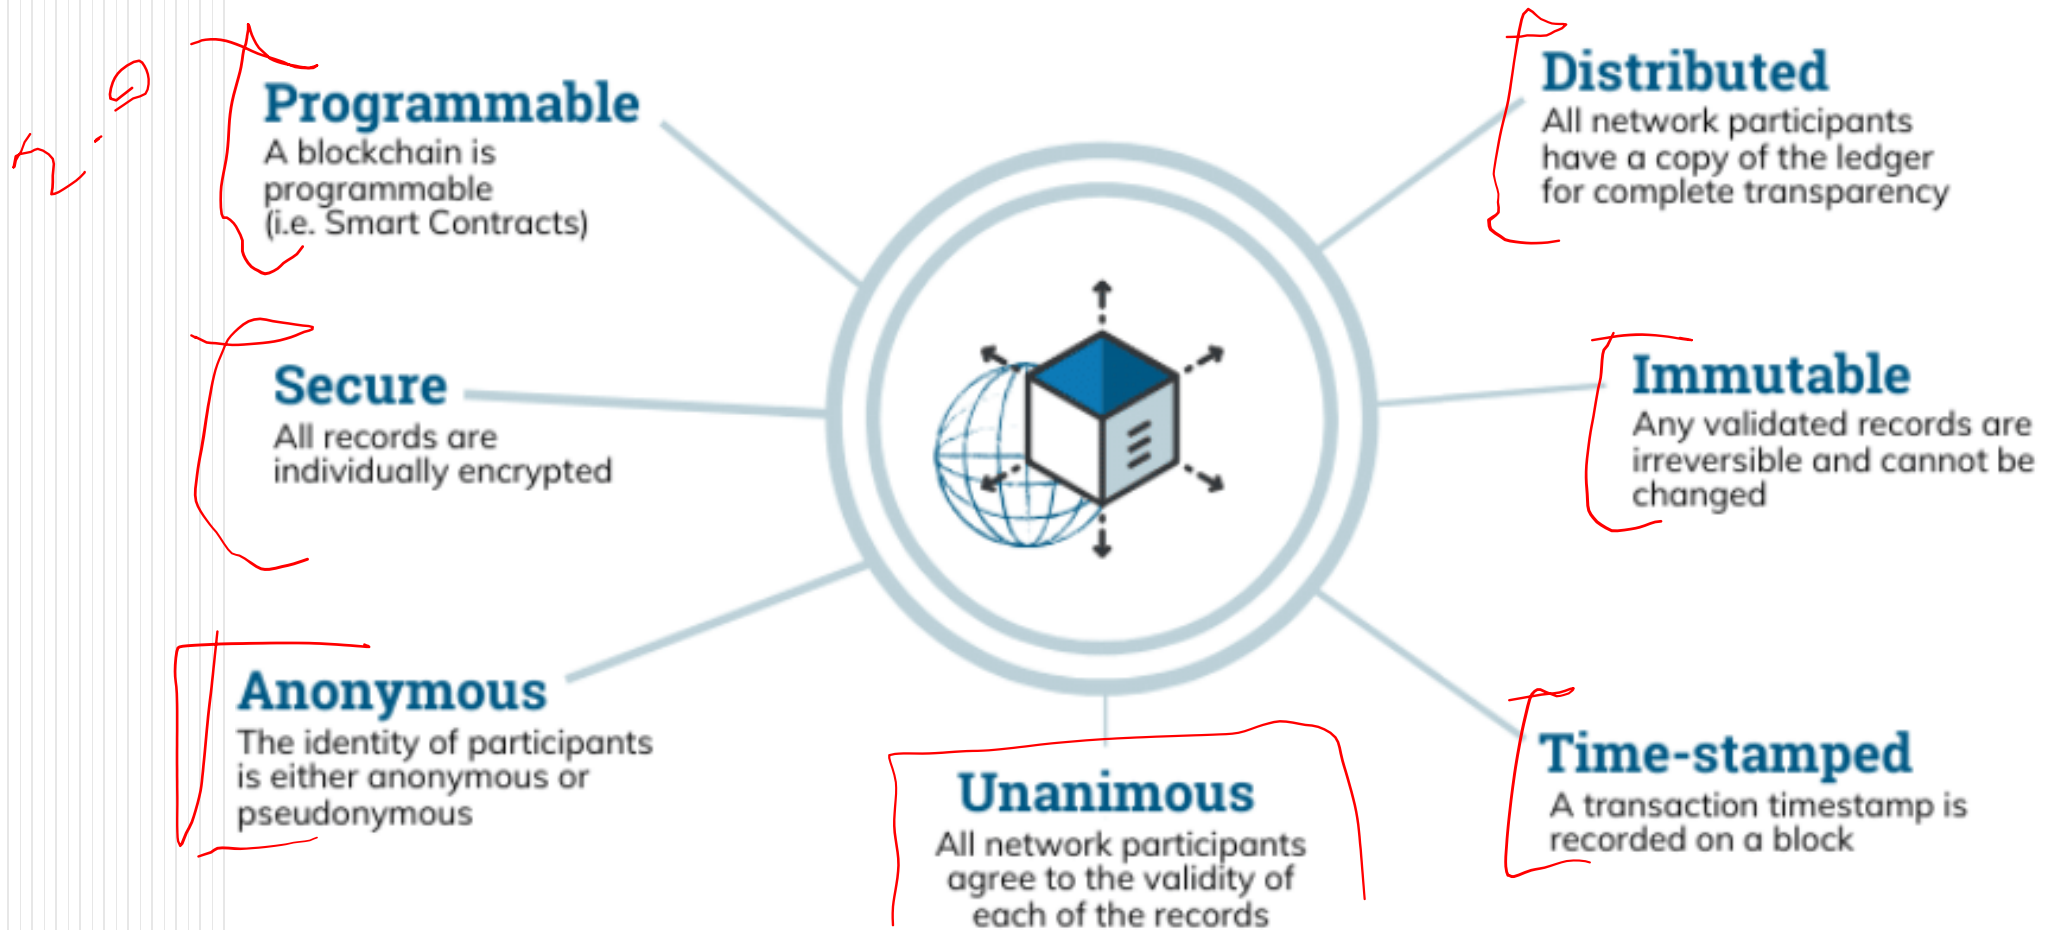 Programmable
A blockchain is
programmable
(i.e. Smart Contracts)
Secure
All records are
individually encrypted
Anonymous
The identity of participants
is either anonymous or
pseudonymous
Unanimous
All network participants
agree to the validity of
each of the records
Distributed
All network participants
have a copy of the ledger
for complete transparency
Immutable
Any validated records are
irreversible and cannot be
changed
Time-stamped
A transaction timestamp is
recorded on a block